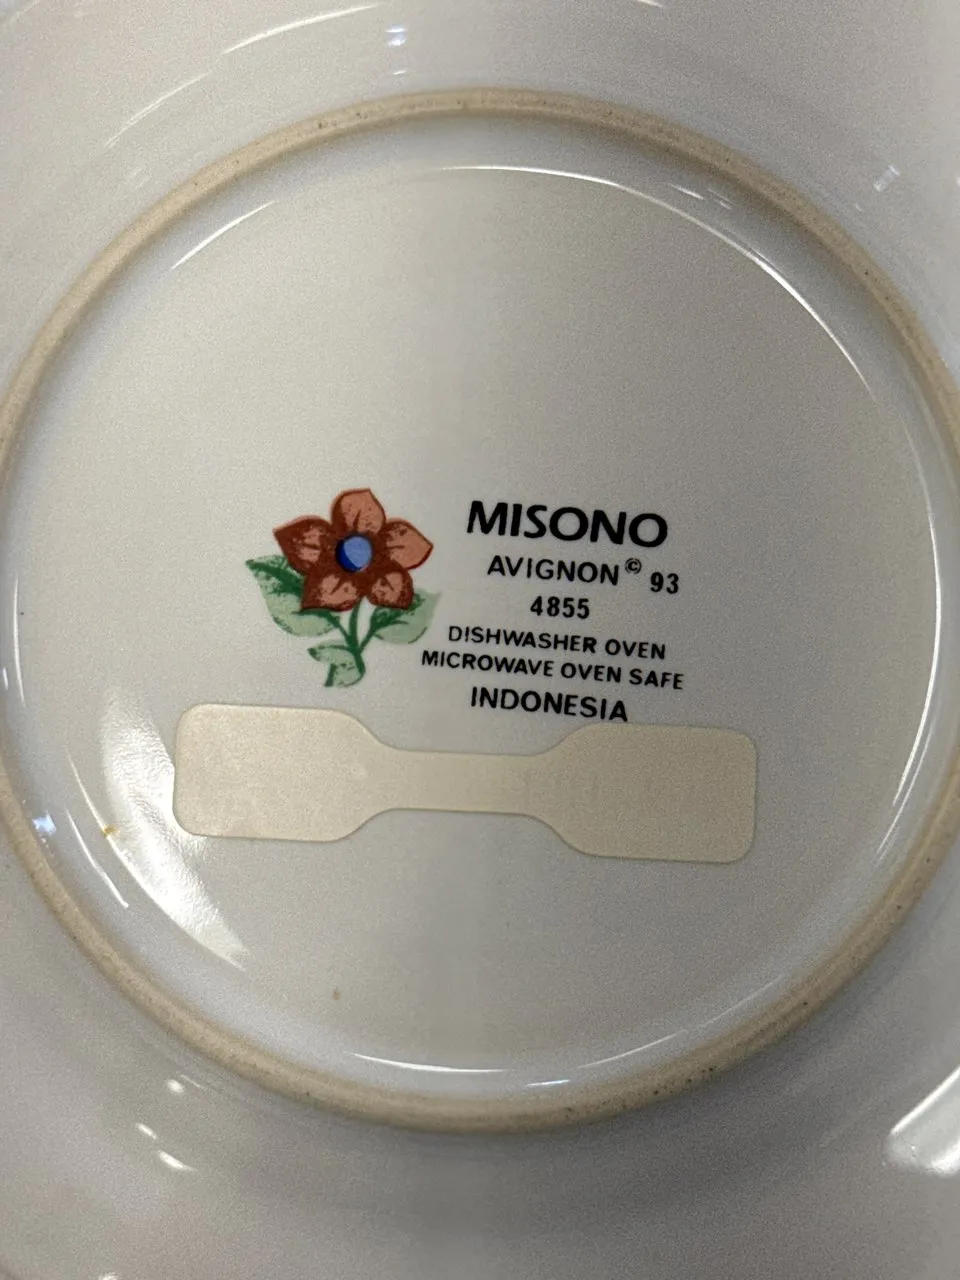 MISONO
AVIGNON © 93
4855
DISHWASHER OVEN
MICROWAVE OVEN SAFE
INDONESIA